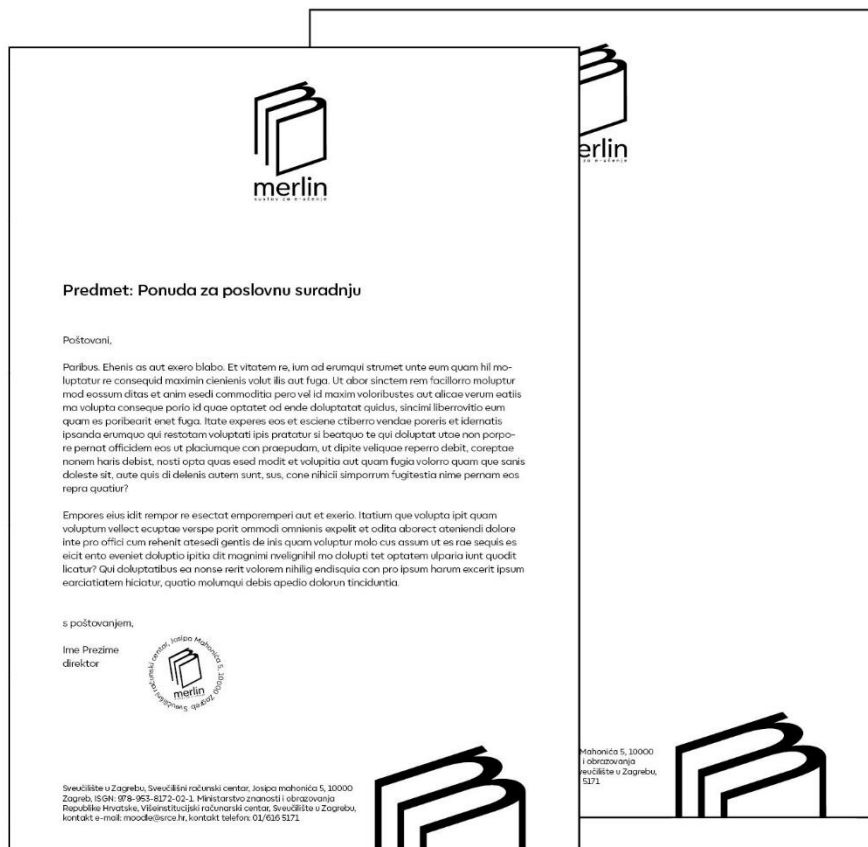 merlin
sustav za e-učenje
Predmet: Ponuda za poslovnu suradnju
Poštovani,
Paribus. Ehenis as aut exero blabo. Et vitatem re, ium ad erumqui strumet unte eum quam hil mo-
luptatur re consequid maximin cienienis volut ilis aut fuga. Ut abor sinctem rem facillorro moluptur
mod eossum ditas et anim esedi commoditia pero vel id maxim voloribustes aut alicae verum eatiis
ma volupta conseque porio id quae optatet od ende doluptatat quidus, sincimi liberrovitio eum
quam es poribearit enet fuga. Itate experes eos et esciene ctiberro vendae poreris et idernatis
ipsanda erumquo qui restotam voluptati ipis pratatur si beatquo te qui doluptat utae non porpo-
re pernat officidem eos ut placiumque con praepudam, ut dipite veliquae reperro debit, coreptae
nonem haris debist, nosti opta quas esed modit et volupitia aut quam fugia volorro quam que sanis
doleste sit, aute quis di delenis autem sunt, sus, cone nihicii simporrum fugitestia nime pernam eos
repra quatiur?
Empores eius idit rempor re esectat emporemperi aut et exerio. Itatium que volupta ipit quam
voluptum vellect ecuptae verspe porit ommodi omnienis expelit et odita aborect ateniendi dolore
inte pro offici cum rehenit atesedi gentis de inis quam voluptur molo cus assum ut es rae sequis es
eicit ento eveniet doluptio ipitia dit magnimi nvelignihil mo dolupti tet optatem ulparia iunt quodit
licatur? Qui doluptatibus ea nonse rerit volorem nihilig endisquia con pro ipsum harum excerit ipsum
earciatiatem hiciatur, quatio molumqui debis apedio dolorun tinciduntia.
s poštovanjem,
Ime Prezime
direktor
Sveučilišni računski centar, Josipa Mahonića 5, 10000 Zagreb
merlin
Sveučilište u Zagrebu, Sveučilišni računski centar, Josipa mahonića 5, 10000
Zagreb, ISGN: 978-953-8172-02-1. Ministarstvo znanosti i obrazovanja
Republike Hrvatske, Višeinstitucijski računarski centar, Sveučilište u Zagrebu,
kontakt e-mail: moodle@srce.hr, kontakt telefon: 01/616 5171
erlin
za e-učenje
Mahonića 5, 10000
i obrazovanja
veučilište u Zagrebu,
5171